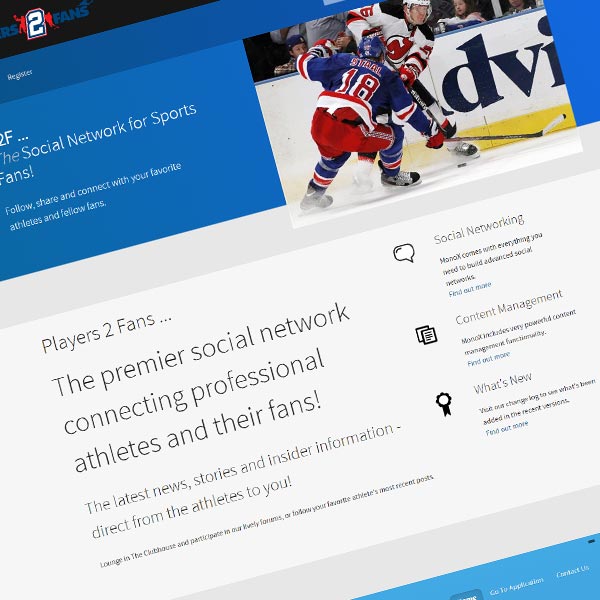 ERS 2 FANS
Register
2F ...
The Social Network for Sports
Fans!
Follow, share and connect with your favorite
athletes and fellow fans.
STAAL
18
dvi
Social Networking
MonoX comes with everything you
need to build advanced social
networks.
Find out more
Content Management
MonoX includes very powerful content
management functionality.
Find out more
What's New
Visit our change log to see what's been
added in the recent versions.
Find out more
Players 2 Fans ...
The premier social network
connecting professional
athletes and their fans!
The latest news, stories and insider information -
direct from the athletes to you!
Lounge in The Clubhouse and participate in our lively forums, or follow your favorite athlete's most recent posts.
Go To Application
Contact Us